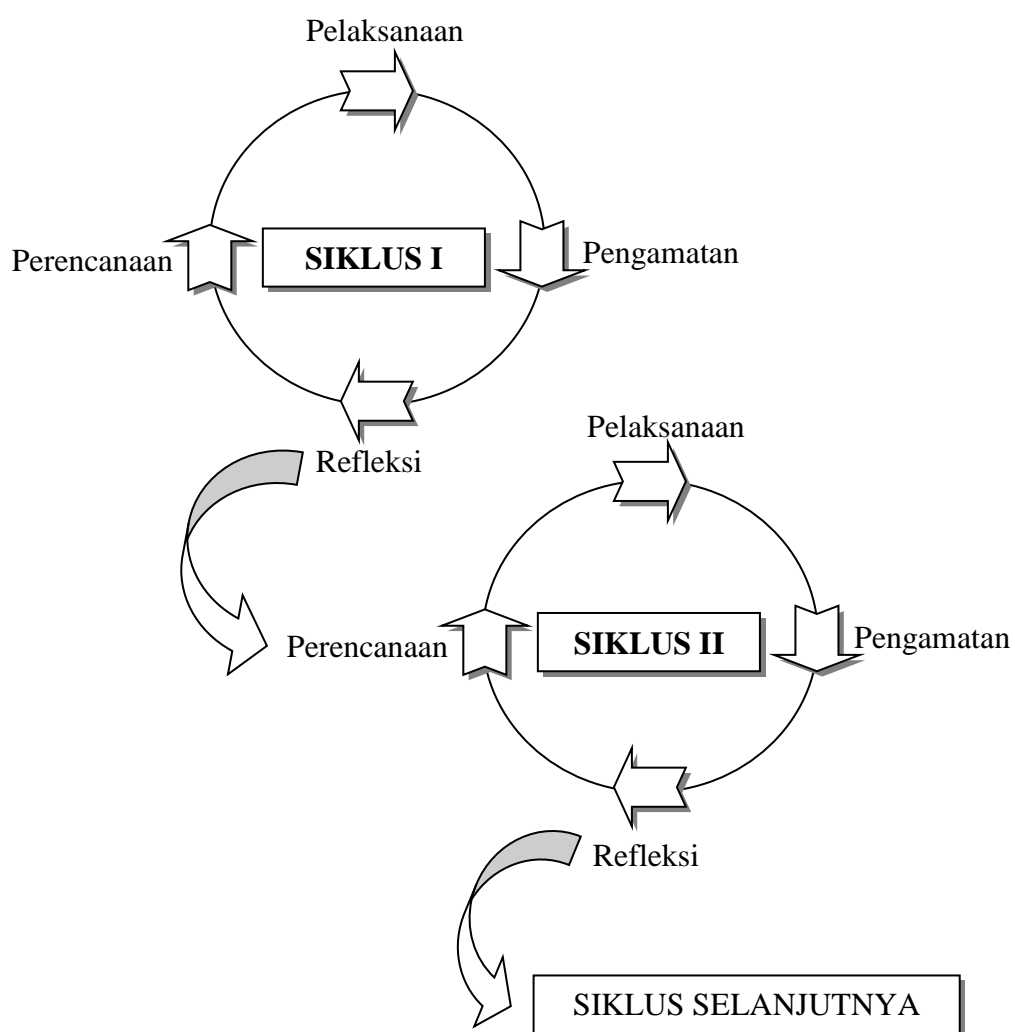 Pelaksanaan
Perencanaan
SIKLUS I
Pengamatan
Refleksi
Pelaksanaan
Perencanaan
SIKLUS II
Pengamatan
Refleksi
SIKLUS SELANJUTNYA